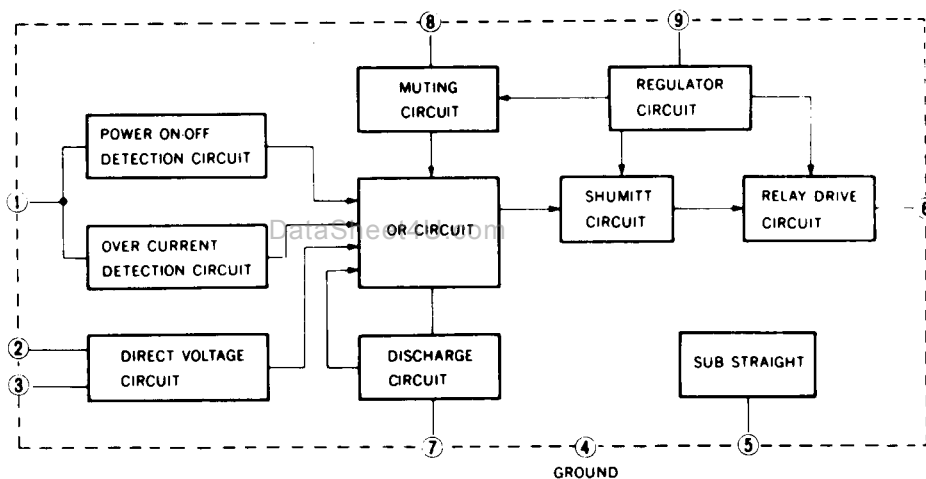 8
9
MUTING
CIRCUIT
REGULATOR
CIRCUIT
POWER ON-OFF
DETECTION CIRCUIT
1
OR CIRCUIT
SHUMITT
CIRCUIT
RELAY DRIVE
CIRCUIT
6
DataSheet4U.com
OVER CURRENT
DETECTION CIRCUIT
2
3
DIRECT VOLTAGE
CIRCUIT
DISCHARGE
CIRCUIT
SUB STRAIGHT
7
4
5
GROUND